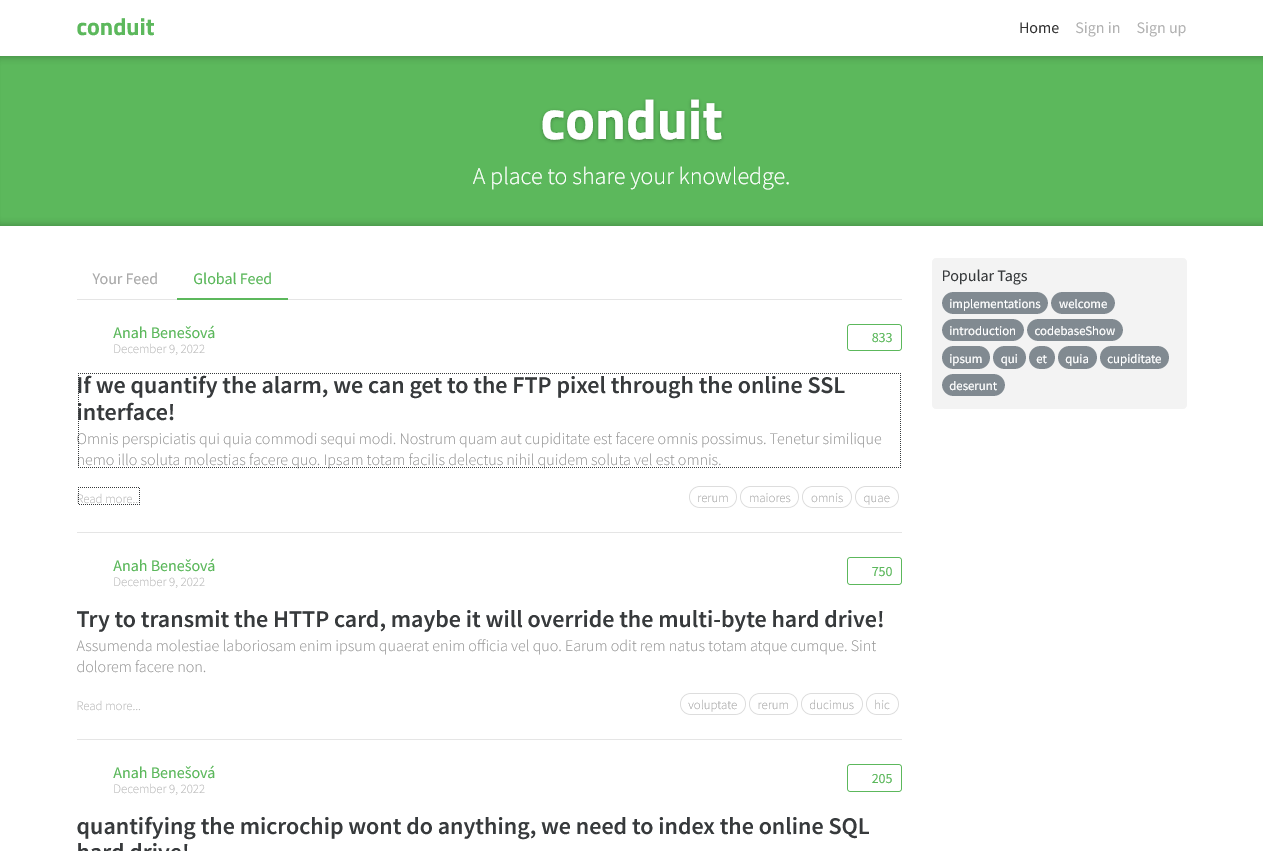 conduit
Home Sign in Sign up
conduit
A place to share your knowledge.
Your Feed Global Feed
Anah Benešová
December 9, 2022
833
If we quantify the alarm, we can get to the FTP pixel through the online SSL
interface!
Omnis perspiciatis qui quia commodi sequi modi. Nostrum quam aut cupiditate est facere omnis possimus. Tenetur similique
nemo illo soluta molestias facere quo. Ipsam totam facilis delectus nihil quidem soluta vel est omnis.
Read more...
rerum maiores omnis quae
Anah Benešová
December 9, 2022
750
Try to transmit the HTTP card, maybe it will override the multi-byte hard drive!
Assumenda molestiae laboriosam enim ipsum quaerat enim officia vel quo. Earum odit rem natus totam atque cumque. Sint
dolorem facere non.
Read more...
voluptate rerum ducimus hic
Anah Benešová
December 9, 2022
205
quantifying the microchip wont do anything, we need to index the online SQL
hard drive!
Popular Tags
implementations welcome
introduction codebaseShow
ipsum qui et quia cupiditate
deserunt